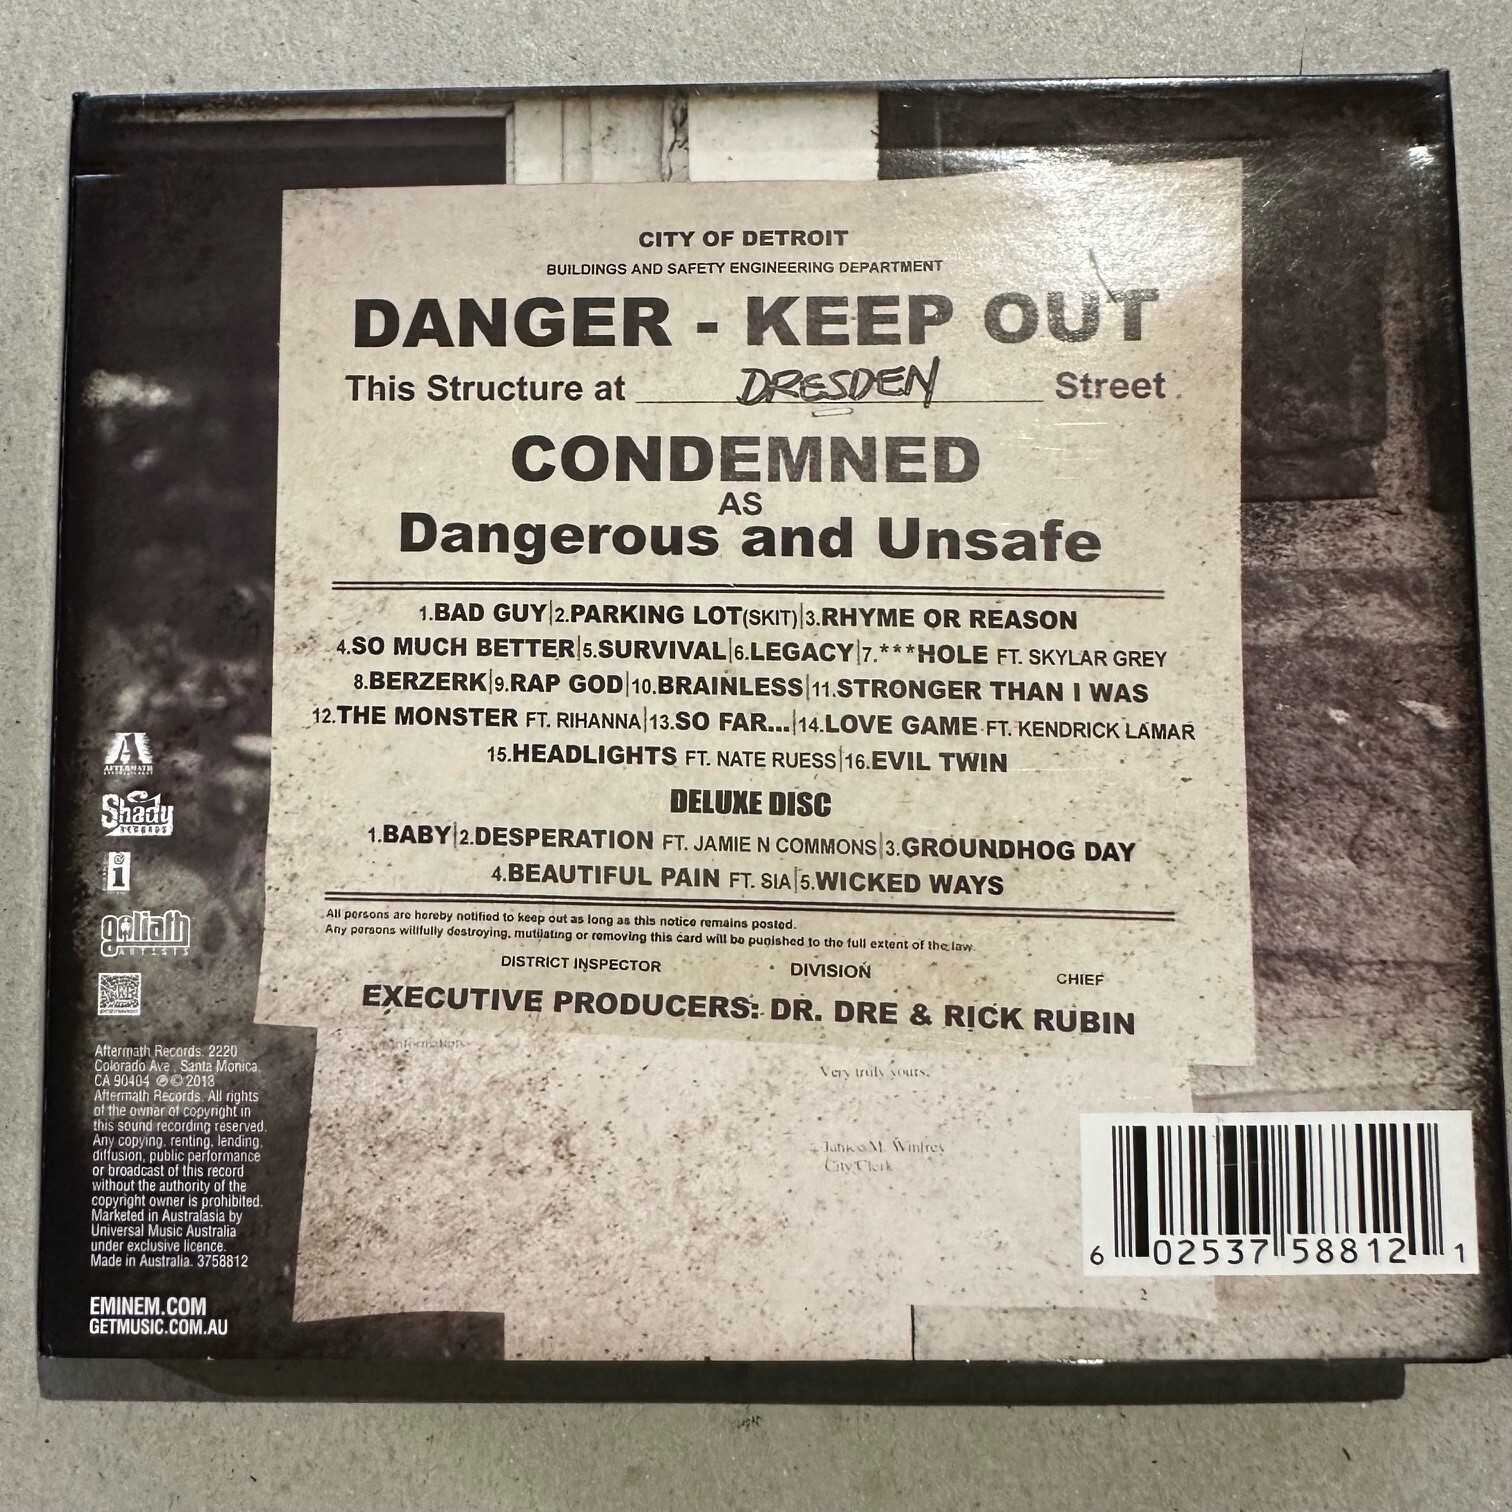 CITY OF DETROIT
BUILDINGS AND SAFETY ENGINEERING DEPARTMENT
DANGER - KEEP OUT
This Structure at DRESDEN Street
CONDEMNED
AS
Dangerous and Unsafe
1.BAD GUY|2.PARKING LOT(SKIT)|3.RHYME OR REASON
4.SO MUCH BETTER|5.SURVIVAL|6.LEGACY|7.***HOLE FT. SKYLAR GREY
8.BERZERK|9.RAP GOD|10.BRAINLESS|11.STRONGER THAN I WAS
12.THE MONSTER FT. RIHANNA|13.SO FAR...|14.LOVE GAME FT. KENDRICK LAMAR
15.HEADLIGHTS FT. NATE RUESS|16.EVIL TWIN
DELUXE DISC
1.BABY|2.DESPERATION FT. JAMIE N COMMONS|3.GROUNDHOG DAY
4.BEAUTIFUL PAIN FT. SIA|5.WICKED WAYS
All persons are hereby notified to keep out as long as this notice remains posted.
Any persons willfully destroying, mutilating or removing this card will be punished to the full extent of the law.
DISTRICT INSPECTOR DIVISION CHIEF
EXECUTIVE PRODUCERS: DR. DRE & RICK RUBIN
Very truly yours,
Janice M. Winfrey
City Clerk
AFTERMATH
ENTERTAINMENT
Shady
RECORDS
i
goliath
ARTISTS
Aftermath Records. 2220
Colorado Ave., Santa Monica,
CA 90404 ℗©2013
Aftermath Records. All rights
of the owner of copyright in
this sound recording reserved.
Any copying, renting, lending,
diffusion, public performance
or broadcast of this record
without the authority of the
copyright owner is prohibited.
Marketed in Australasia by
Universal Music Australia
under exclusive licence.
Made in Australia. 3758812
EMINEM.COM
GETMUSIC.COM.AU
6 02537 58812 1
2